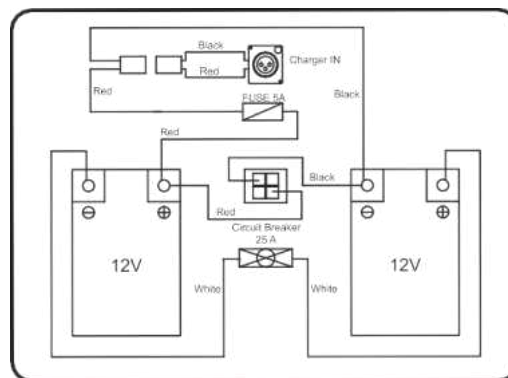 Black
Charger IN
Red
Red
FUSE 5A
Black
Red
Black
Red
Circuit Breaker
25 A
12V
12V
White
White